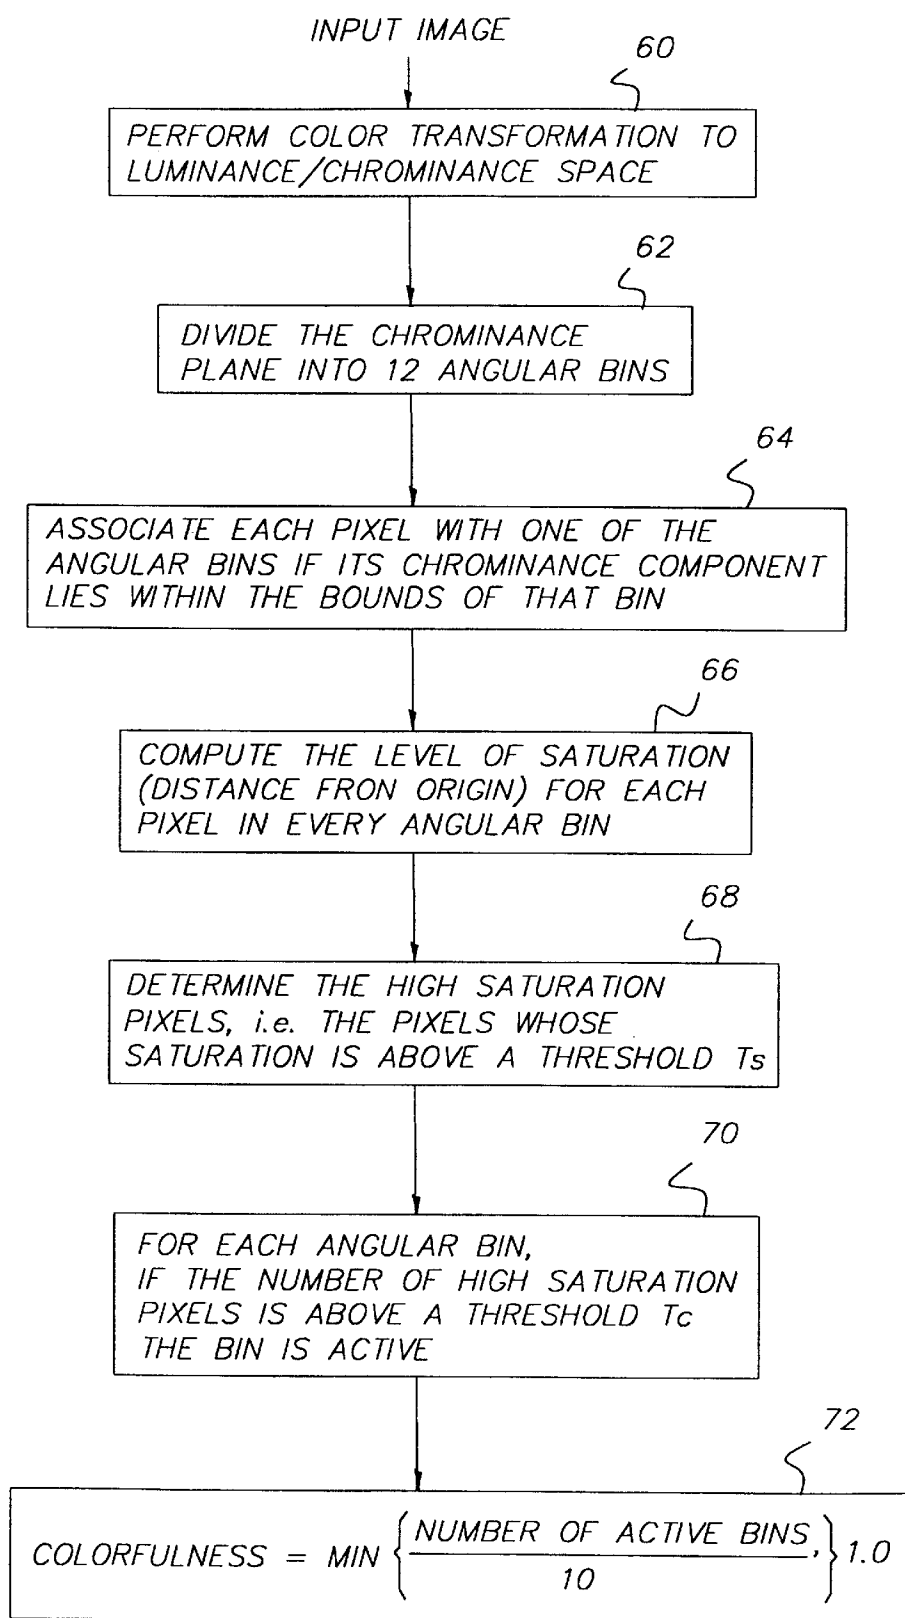 INPUT IMAGE
60
PERFORM COLOR TRANSFORMATION TO
LUMINANCE/CHROMINANCE SPACE
62
DIVIDE THE CHROMINANCE
PLANE INTO 12 ANGULAR BINS
64
ASSOCIATE EACH PIXEL WITH ONE OF THE
ANGULAR BINS IF ITS CHROMINANCE COMPONENT
LIES WITHIN THE BOUNDS OF THAT BIN
66
COMPUTE THE LEVEL OF SATURATION
(DISTANCE FRON ORIGIN) FOR EACH
PIXEL IN EVERY ANGULAR BIN
68
DETERMINE THE HIGH SATURATION
PIXELS, i.e. THE PIXELS WHOSE
SATURATION IS ABOVE A THRESHOLD Ts
70
FOR EACH ANGULAR BIN,
IF THE NUMBER OF HIGH SATURATION
PIXELS IS ABOVE A THRESHOLD Tc
THE BIN IS ACTIVE
72
COLORFULNESS = MIN { NUMBER OF ACTIVE BINS / 10 , } 1.0